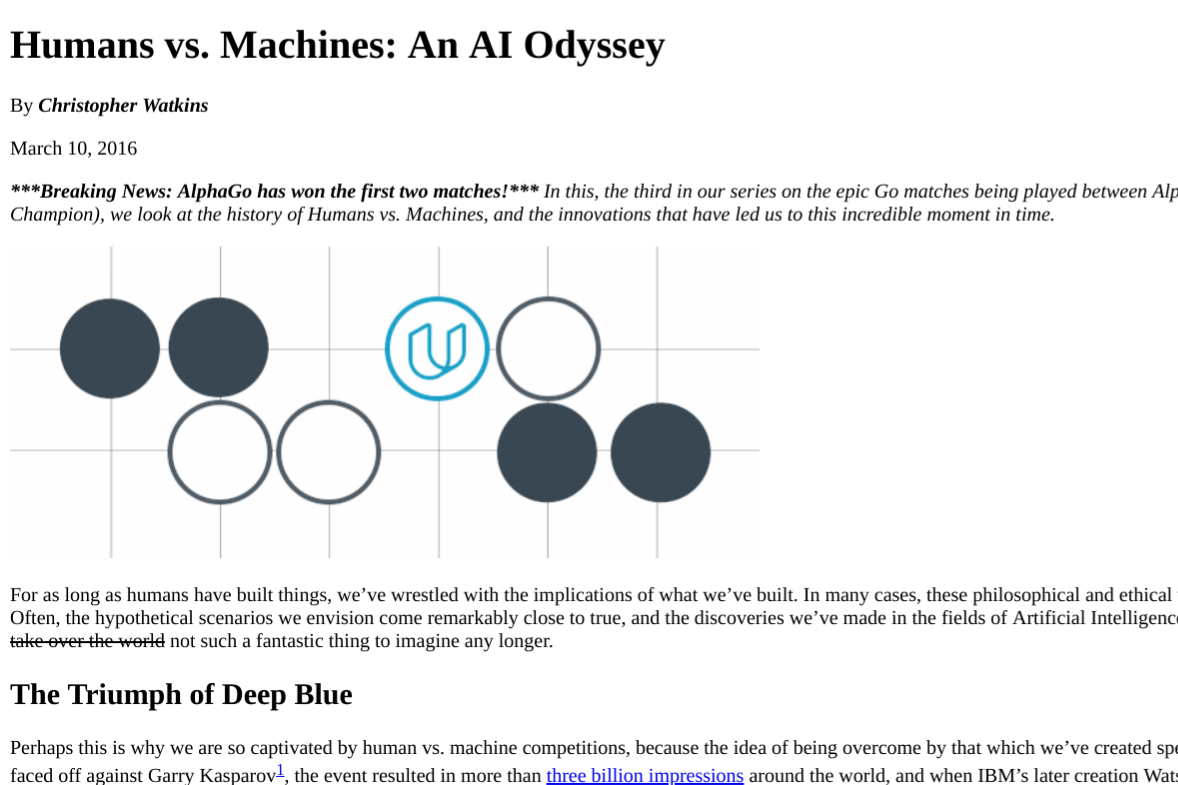 Humans vs. Machines: An AI Odyssey
By Christopher Watkins
March 10, 2016
***Breaking News: AlphaGo has won the first two matches!*** In this, the third in our series on the epic Go matches being played between Alp
Champion), we look at the history of Humans vs. Machines, and the innovations that have led us to this incredible moment in time.
For as long as humans have built things, we’ve wrestled with the implications of what we’ve built. In many cases, these philosophical and ethical
Often, the hypothetical scenarios we envision come remarkably close to true, and the discoveries we’ve made in the fields of Artificial Intelligenc
take over the world not such a fantastic thing to imagine any longer.
The Triumph of Deep Blue
Perhaps this is why we are so captivated by human vs. machine competitions, because the idea of being overcome by that which we’ve created spe
faced off against Garry Kasparov1, the event resulted in more than three billion impressions around the world, and when IBM’s later creation Wats